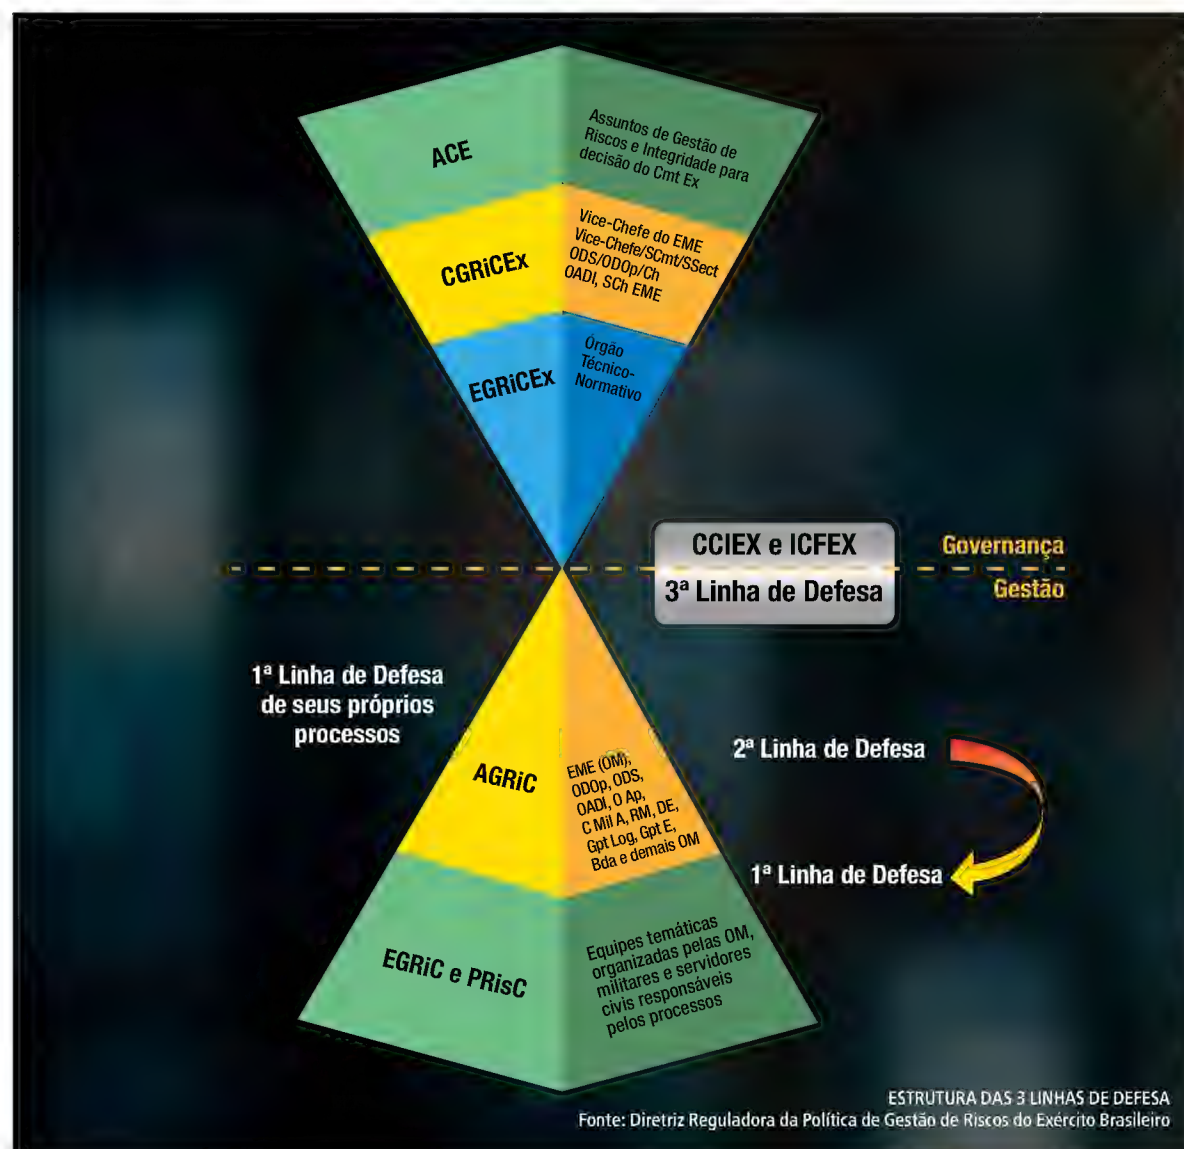 ACE
Assuntos de Gestão de
Riscos e Integridade para
decisão do Cmt Ex
CGRiCEx
Vice-Chefe do EME
Vice-Chefe/SCmt/SSect
ODS/ODOp/Ch
OADI, SCh EME
EGRiCEx
Órgão
Técnico-
Normativo
CCIEX e ICFEX
3ª Linha de Defesa
Governança
Gestão
1ª Linha de Defesa
de seus próprios
processos
AGRiC
EME (OM),
ODOp, ODS,
OADI, O Ap,
C Mil A, RM, DE,
Gpt Log, Gpt E,
Bda e demais OM
2ª Linha de Defesa
1ª Linha de Defesa
EGRiC e PRisC
Equipes temáticas
organizadas pelas OM,
militares e servidores
civis responsáveis
pelos processos
ESTRUTURA DAS 3 LINHAS DE DEFESA
Fonte: Diretriz Reguladora da Política de Gestão de Riscos do Exército Brasileiro